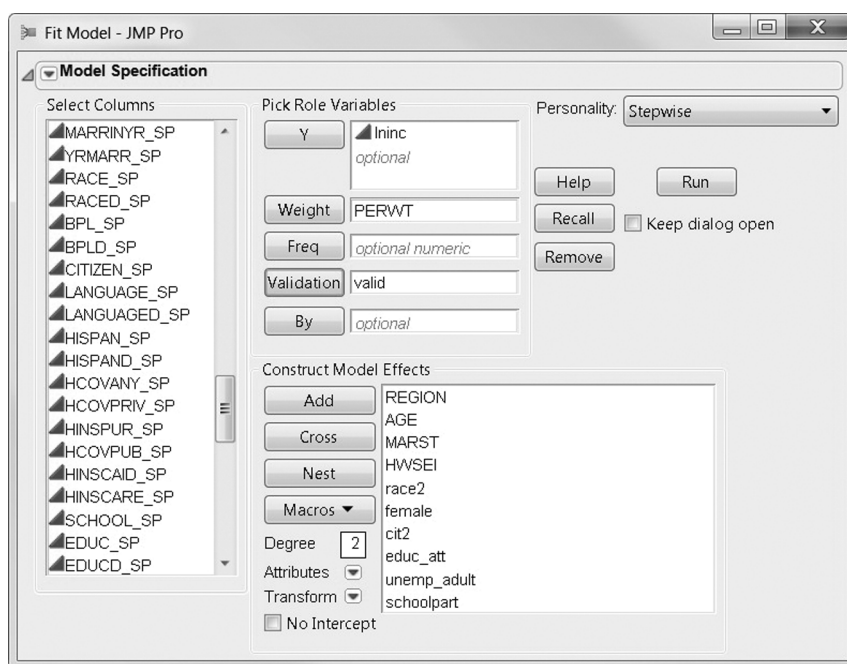 Fit Model - JMP Pro
Model Specification
Select Columns
MARRINYR_SP
YRMARR_SP
RACE_SP
RACED_SP
BPL_SP
BPLD_SP
CITIZEN_SP
LANGUAGE_SP
LANGUAGED_SP
HISPAN_SP
HISPAND_SP
HCOVANY_SP
HCOVPRIV_SP
HINSPUR_SP
HCOVPUB_SP
HINSCAID_SP
HINSCARE_SP
SCHOOL_SP
EDUC_SP
EDUCD_SP
Pick Role Variables
Y
lninc
optional
Weight
PERWT
Freq
optional numeric
Validation
valid
By
optional
Personality:
Stepwise
Help
Run
Recall
Keep dialog open
Remove
Construct Model Effects
Add
Cross
Nest
Macros
Degree
2
Attributes
Transform
No Intercept
REGION
AGE
MARST
HWSEI
race2
female
cit2
educ_att
unemp_adult
schoolpart